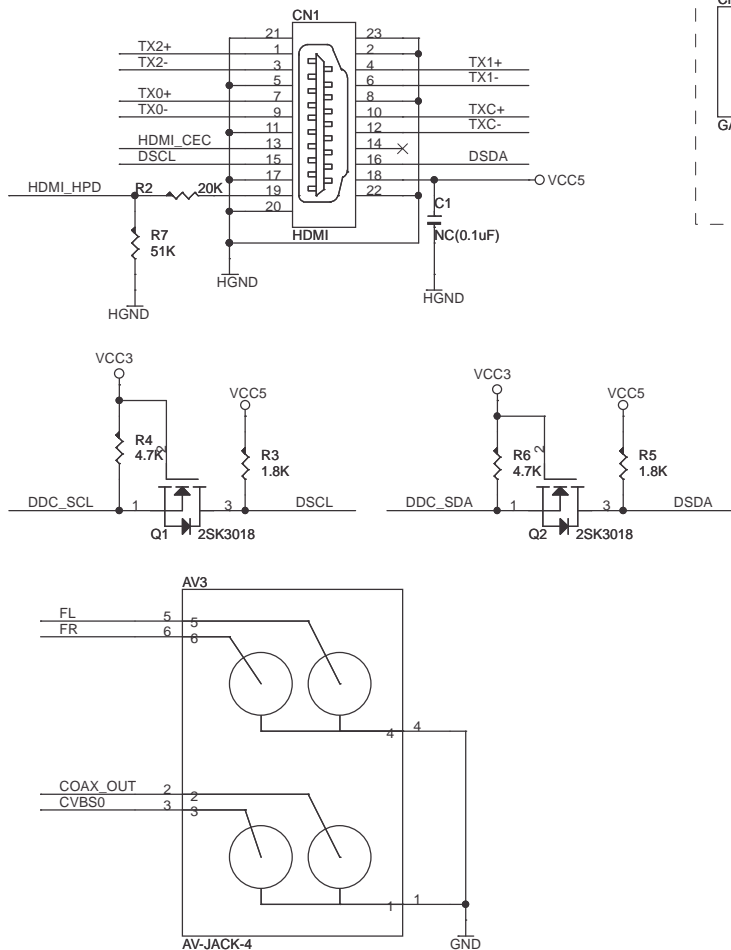 CN1
21 23
TX2+ 1 2
TX2- 3 4 TX1+
5 6 TX1-
TX0+ 7 8
TX0- 9 10 TXC+
11 12 TXC-
HDMI_CEC 13 14
DSCL 15 16 DSDA
17 18 VCC5
HDMI_HPD R2 20K 19 22
20 C1
HDMI NC(0.1uF)
R7
51K
HGND
HGND
HGND
VCC3
VCC5
R4
4.7K
2
R3
1.8K
DDC_SCL 1 3 DSCL
Q1 2SK3018
VCC3
VCC5
R6
4.7K
2
R5
1.8K
DDC_SDA 1 3 DSDA
Q2 2SK3018
AV3
FL 5 5
FR 6 6
4 4
COAX_OUT 2 2
CVBS0 3 3
1 1
AV-JACK-4
GND